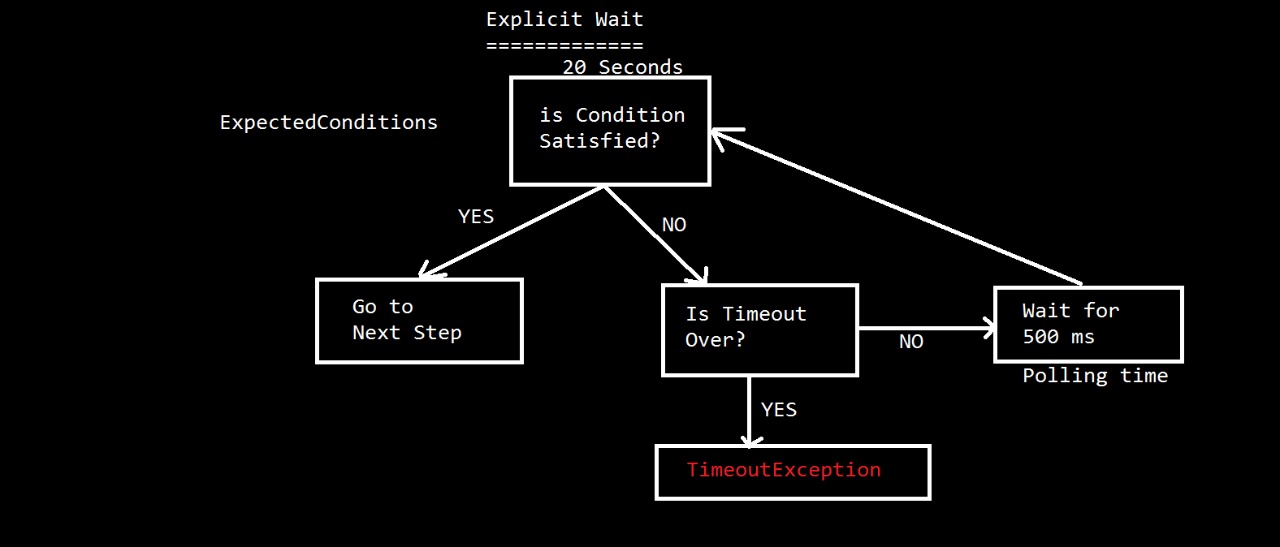 Explicit Wait
=============
20 Seconds
ExpectedConditions
is Condition
Satisfied?
YES
NO
Go to
Next Step
Is Timeout
Over?
NO
Wait for
500 ms
Polling time
YES
TimeoutException